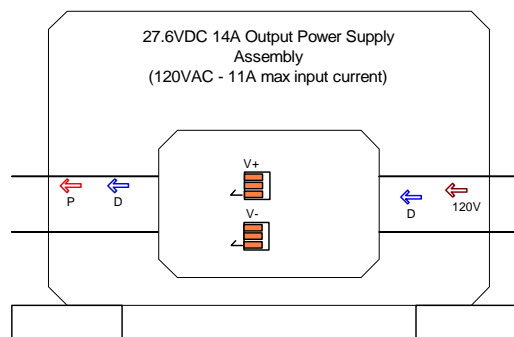 27.6VDC 14A Output Power Supply
Assembly
(120VAC - 11A max input current)
V+
P D
D 120V
V-